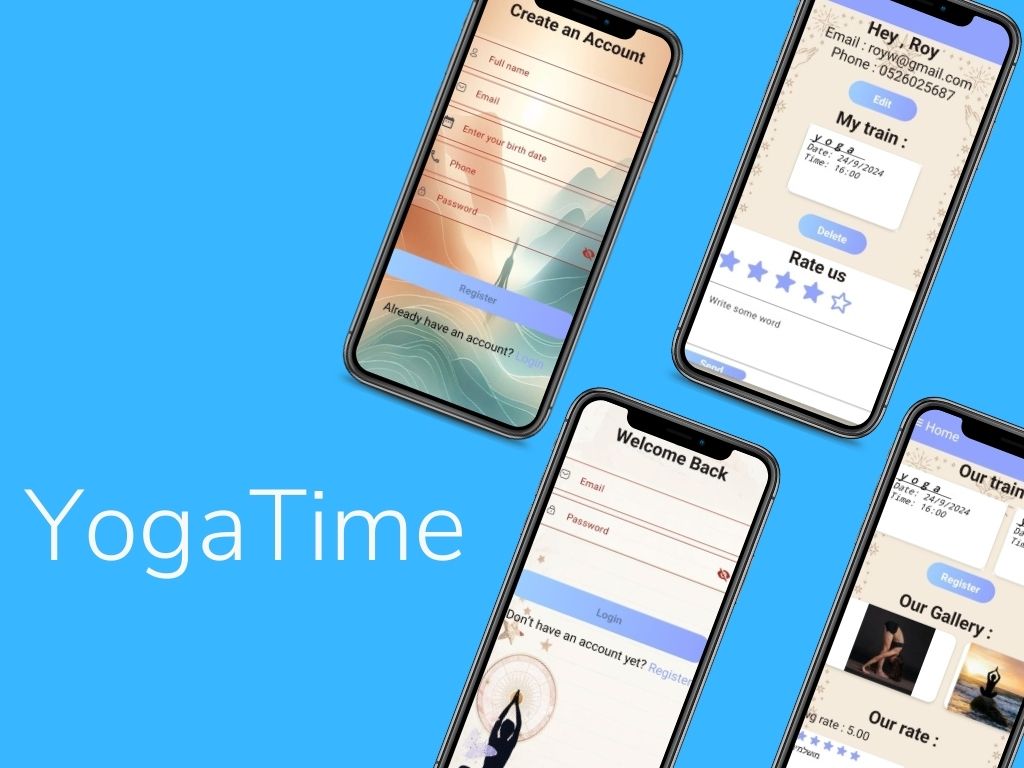 Create an Account
Full name
Email
Enter your birth date
Phone
Password
Register
Already have an account? Login
Hey , Roy
Email : royw@gmail.com
Phone : 0526025687
Edit
My train :
yoga
Date: 24/9/2024
Time: 16:00
Delete
Rate us
Write some word
Send
YogaTime
Welcome Back
Email
Password
Login
Don't have an account yet? Register
Home
Our train
yoga
Date: 24/9/2024
Time: 16:00
Register
Our Gallery :
Our rate :
rate : 5.00